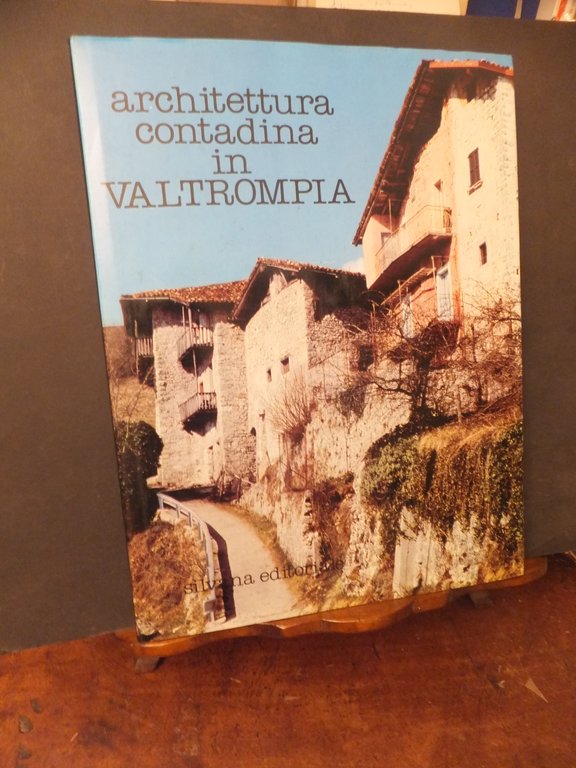 architettura
contadina
in
VALTROMPIA
silvana editoriale